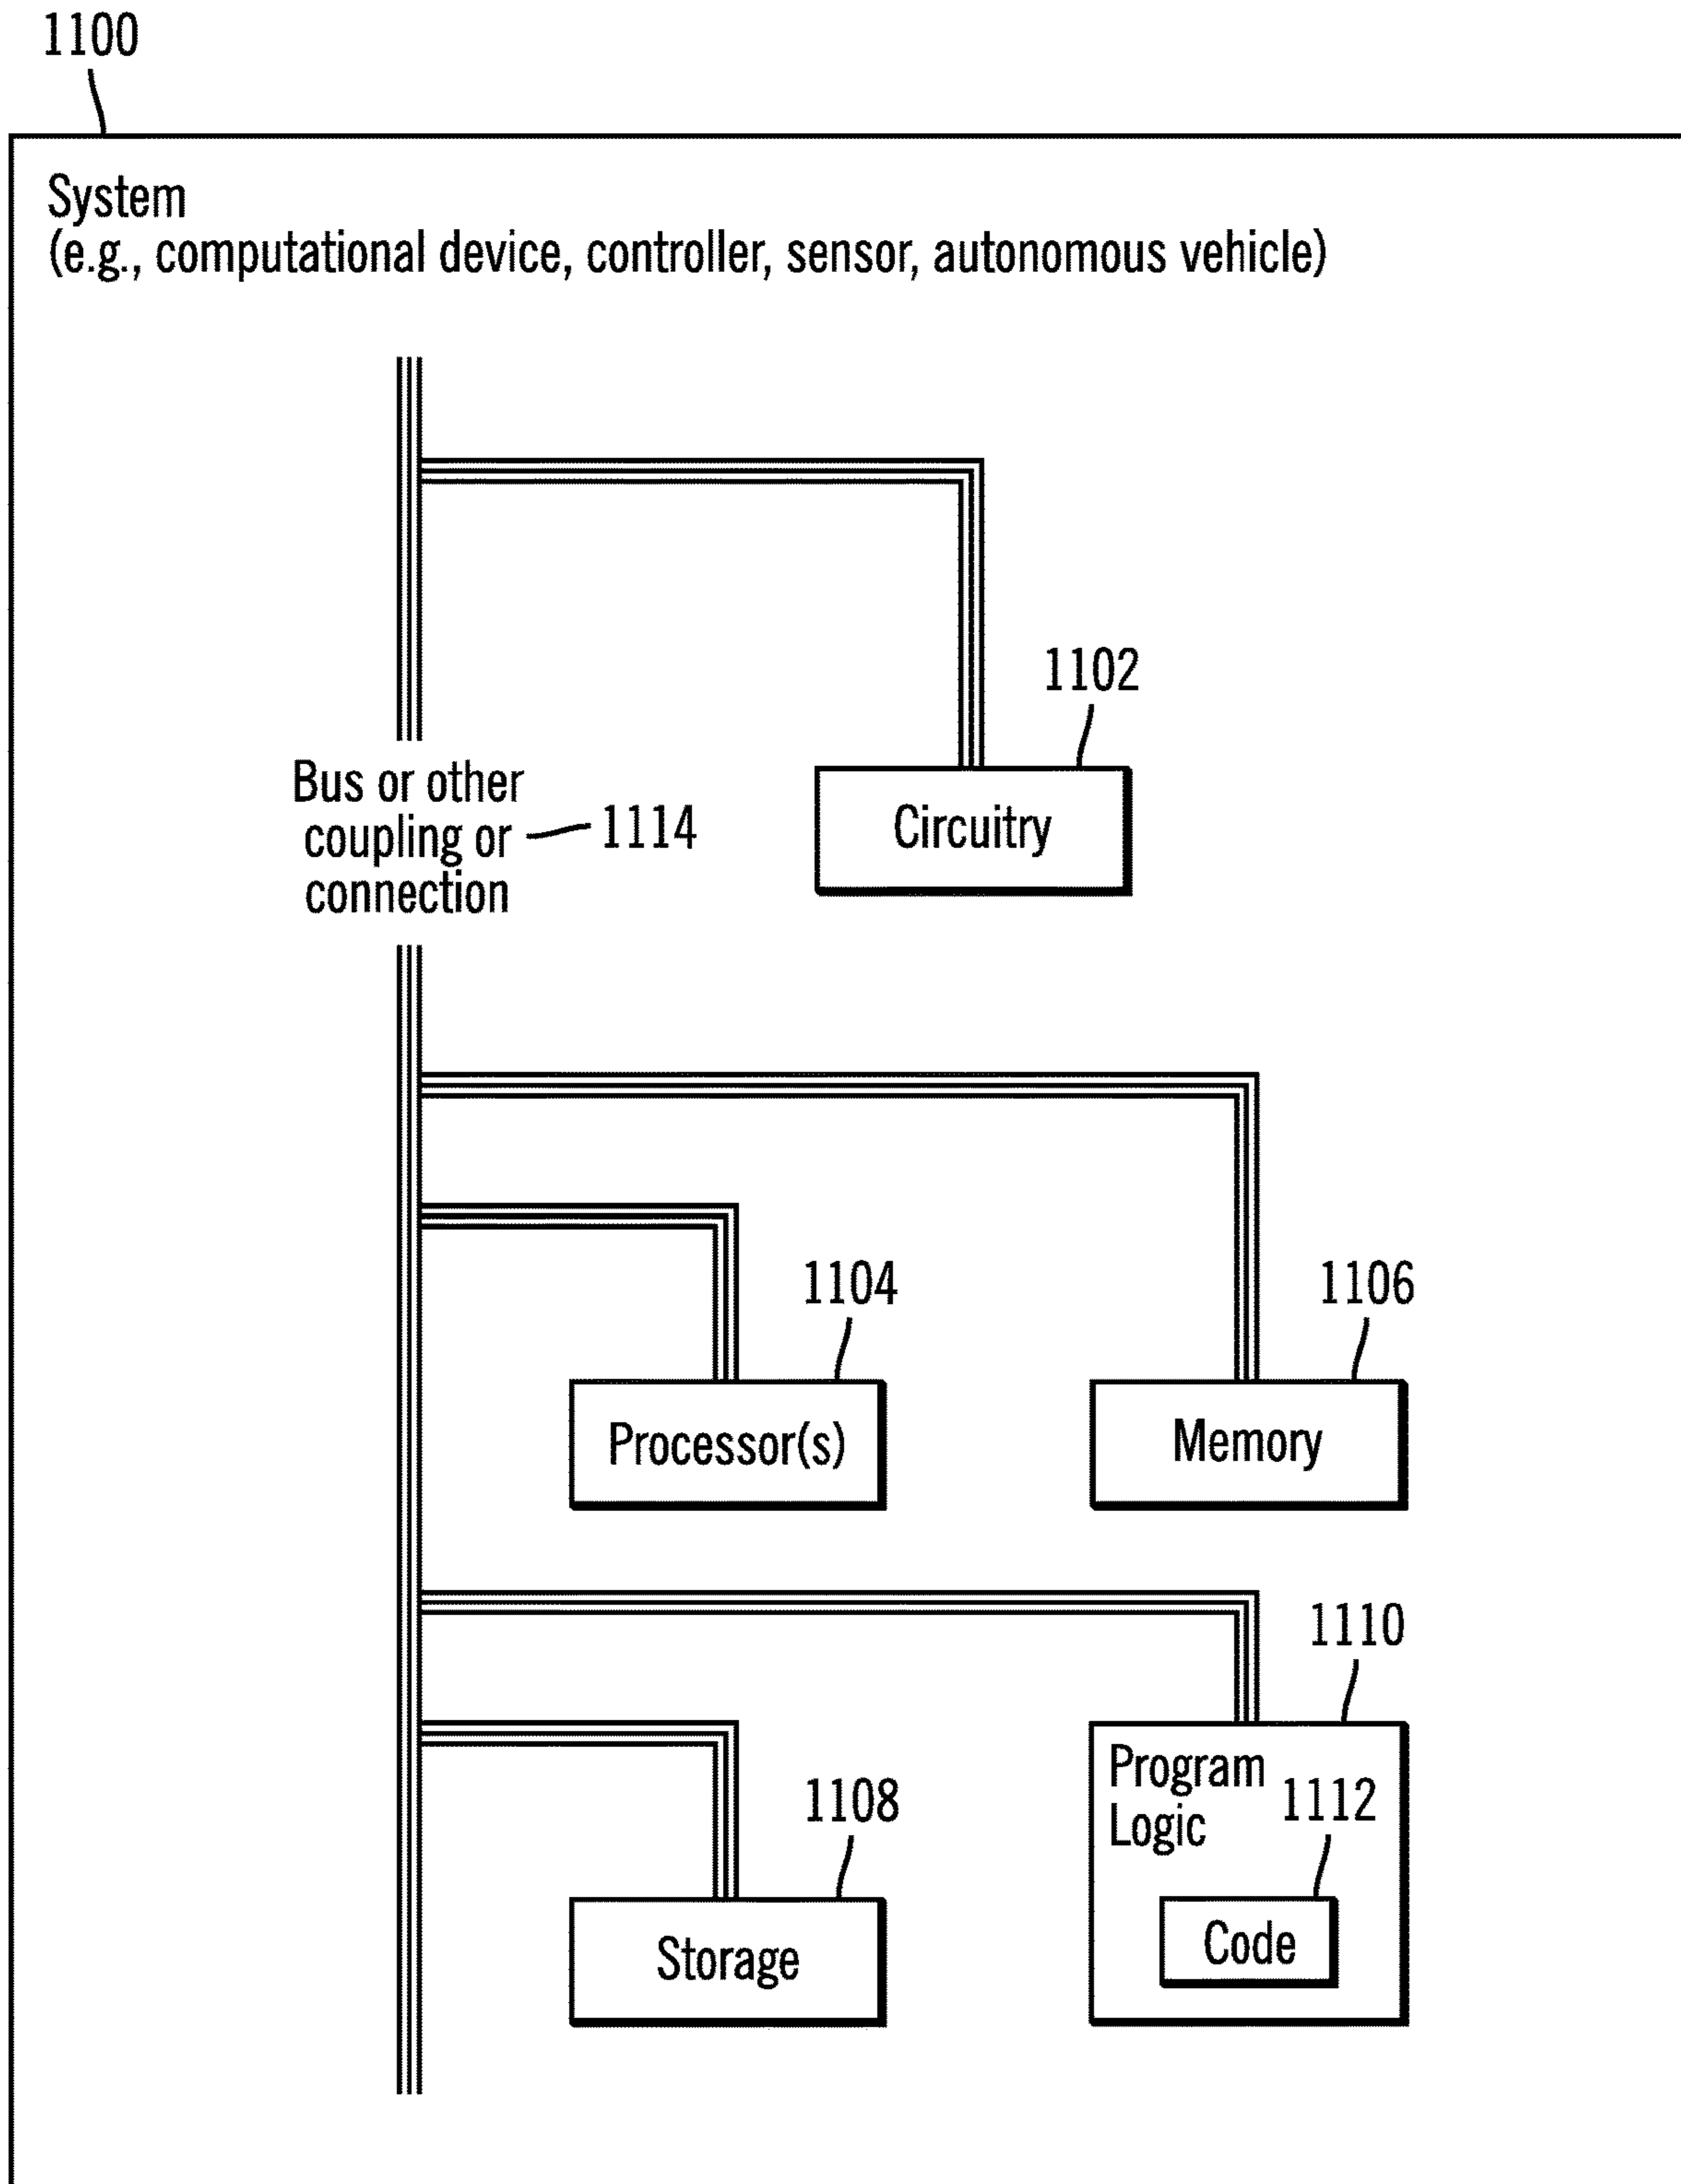 1100
System
(e.g., computational device, controller, sensor, autonomous vehicle)
1102
Bus or other
coupling or
connection
1114
Circuitry
1104
1106
Processor(s)
Memory
1110
Program
Logic
1108
1112
Storage
Code